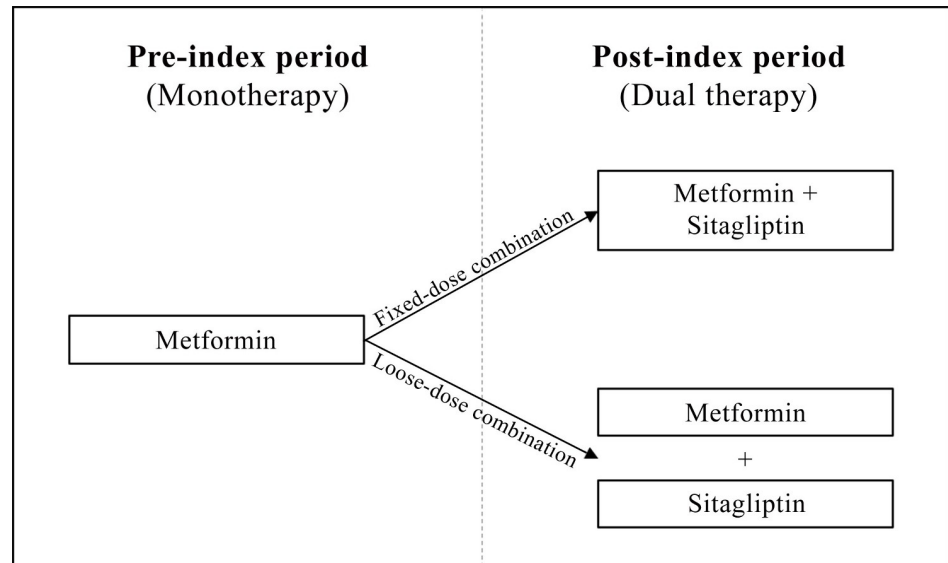 Pre-index period
(Monotherapy)
Post-index period
(Dual therapy)
Metformin
Fixed-dose combination
Loose-dose combination
Metformin +
Sitagliptin
Metformin
+
Sitagliptin